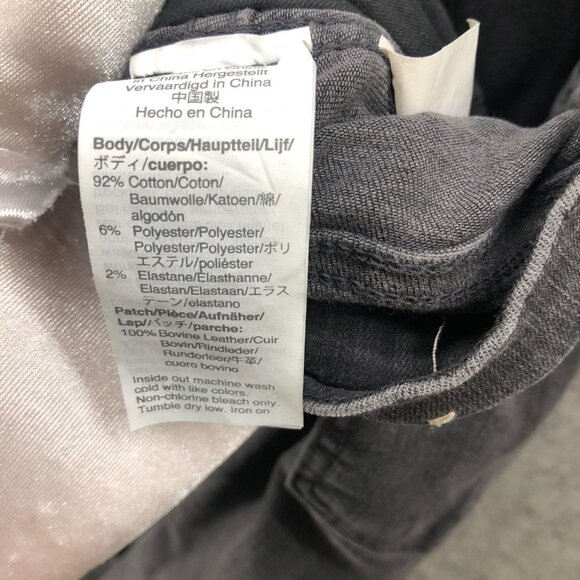 in China Hergestellt
Vervaardigd in China
中国製
Hecho en China
Body/Corps/Hauptteil/Lijf/
ボディ/cuerpo:
92% Cotton/Coton/
Baumwolle/Katoen/綿/
algodón
6% Polyester/Polyester/
Polyester/Polyester/ポリ
エステル/poliéster
2% Elastane/Élasthanne/
Elastan/Elastaan/エラス
テーン/elastano
Patch/Pièce/Aufnäher/
Lap/パッチ/parche:
100% Bovine Leather/Cuir
Bovin/Rindleder/
Runderleer/牛革/
cuero bovino
Inside out machine wash
cold with like colors.
Non-chlorine bleach only.
Tumble dry low. Iron on